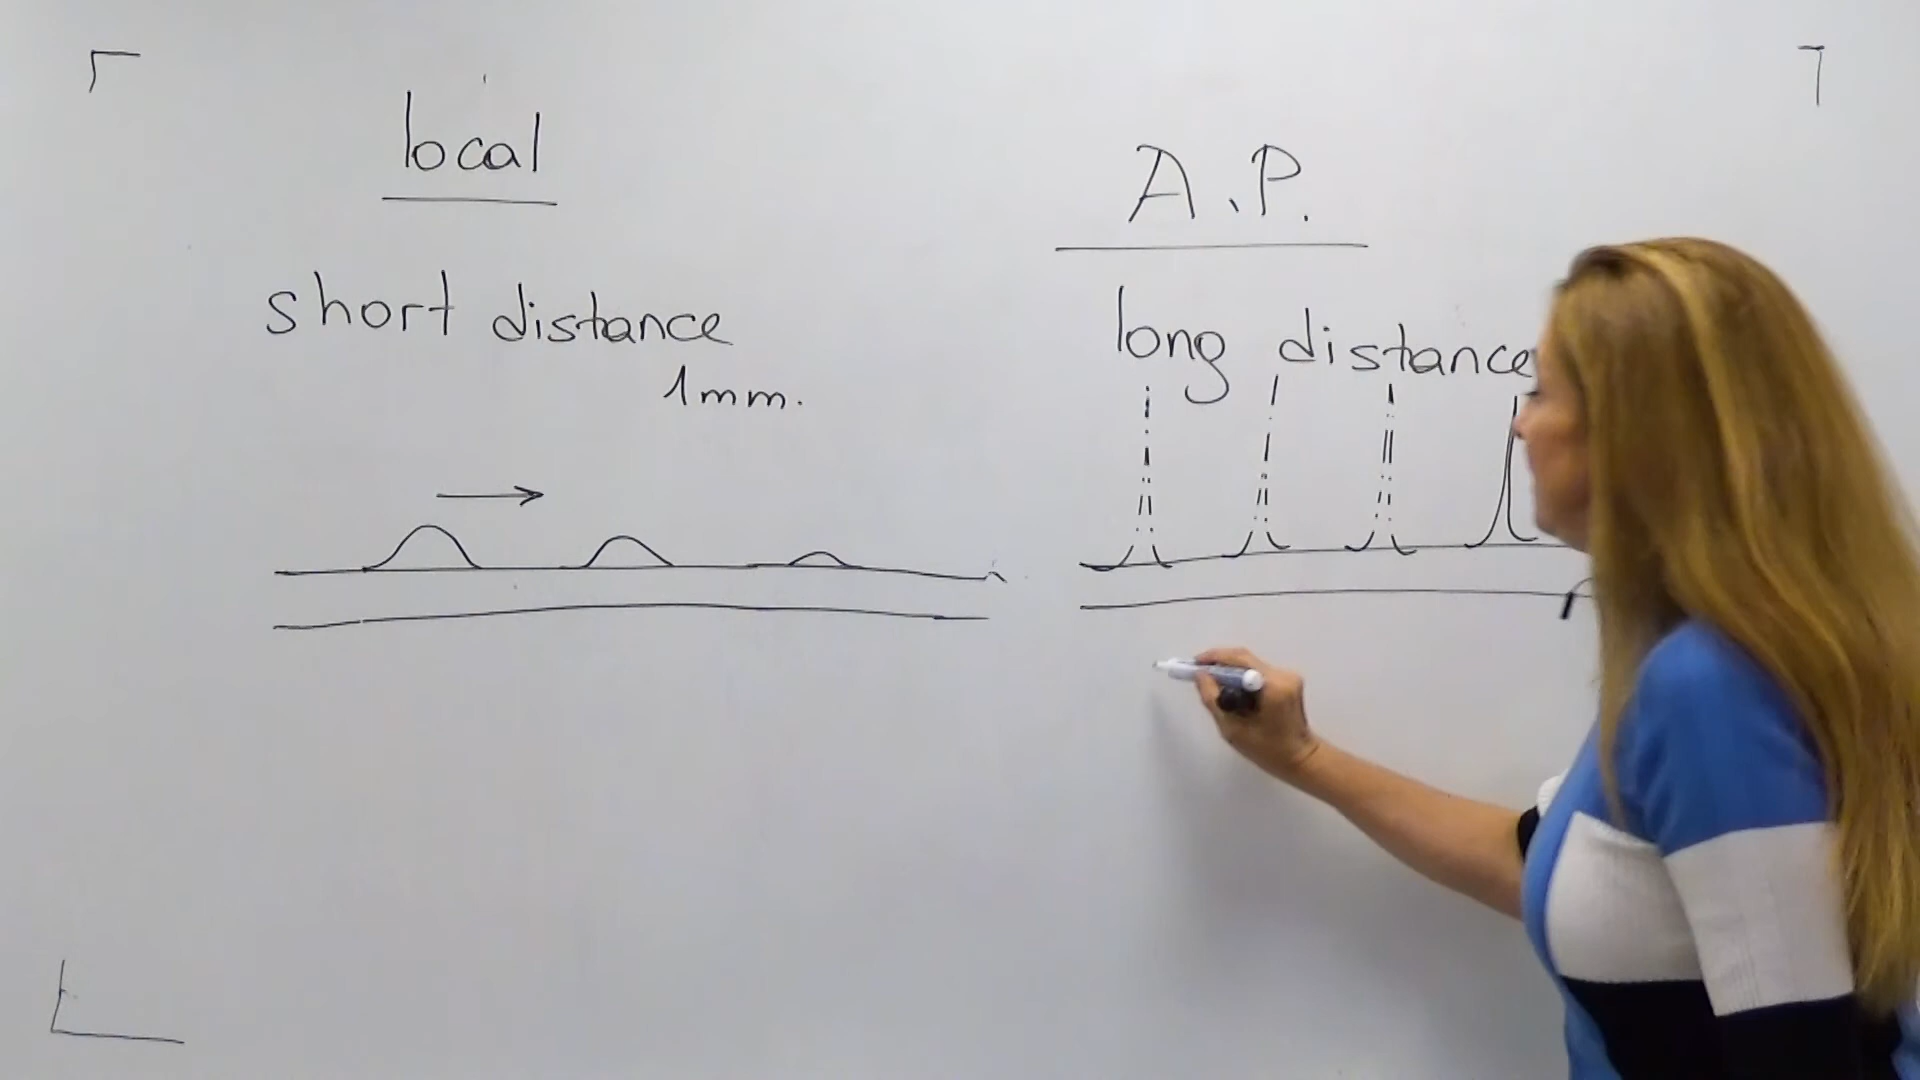 local
short distance
1mm.
A.P.
long distance